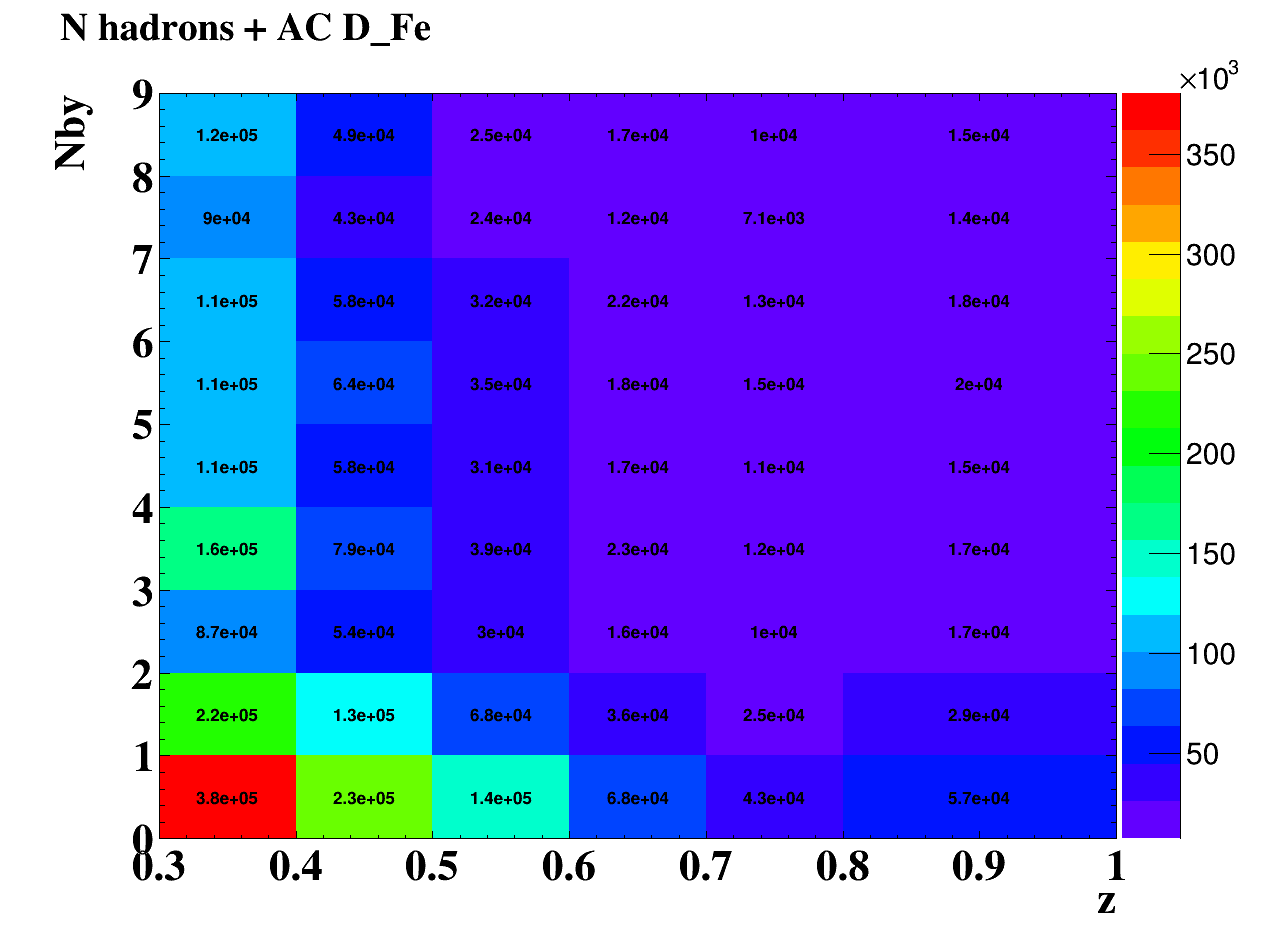 N hadrons + AC D_Fe
×10³
Nby
9
1.2e+05 4.9e+04 2.5e+04 1.7e+04 1e+04 1.5e+04
350
8
9e+04 4.3e+04 2.4e+04 1.2e+04 7.1e+03 1.4e+04
7
300
1.1e+05 5.8e+04 3.2e+04 2.2e+04 1.3e+04 1.8e+04
6
250
1.1e+05 6.4e+04 3.5e+04 1.8e+04 1.5e+04 2e+04
5
200
1.1e+05 5.8e+04 3.1e+04 1.7e+04 1.1e+04 1.5e+04
4
1.6e+05 7.9e+04 3.9e+04 2.3e+04 1.2e+04 1.7e+04
150
3
8.7e+04 5.4e+04 3e+04 1.6e+04 1e+04 1.7e+04
100
2
2.2e+05 1.3e+05 6.8e+04 3.6e+04 2.5e+04 2.9e+04
1
50
3.8e+05 2.3e+05 1.4e+05 6.8e+04 4.3e+04 5.7e+04
0
0.3 0.4 0.5 0.6 0.7 0.8 0.9 1
z